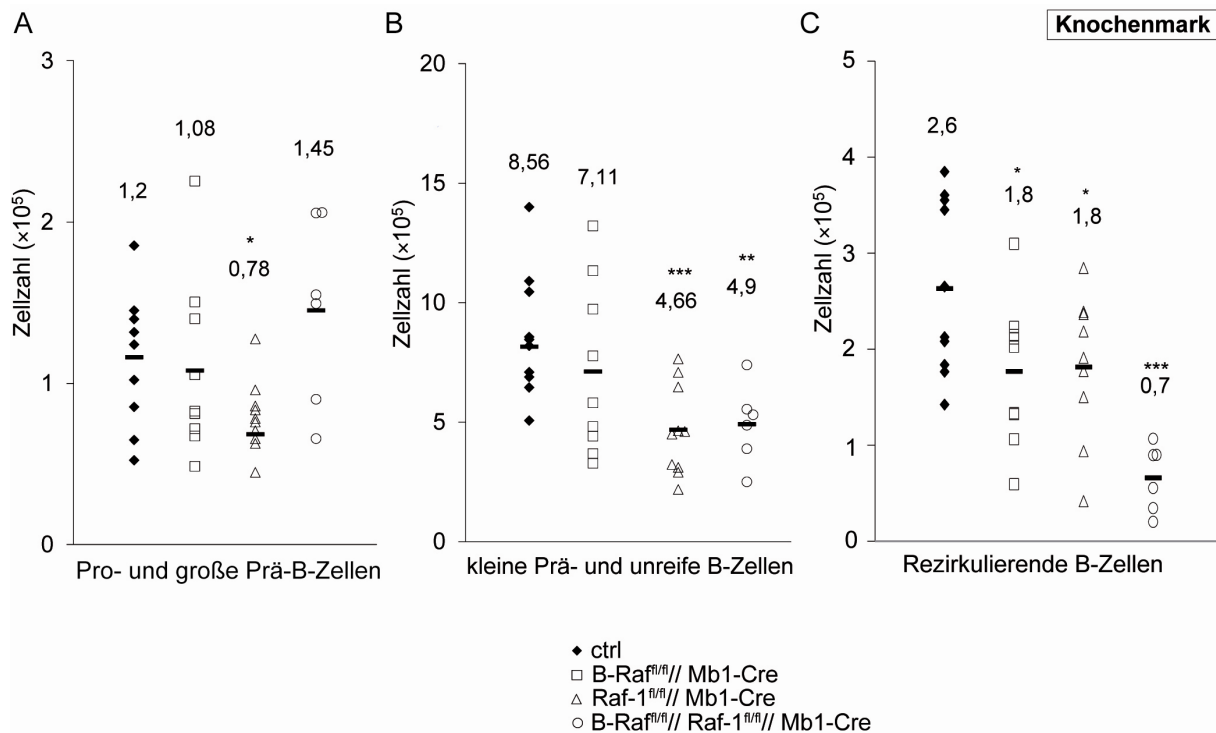 A
B
C
Knochenmark
Zellzahl (×10⁵)
3
2
1
0
1,2
1,08
*
0,78
1,45
Pro- und große Prä-B-Zellen
Zellzahl (×10⁵)
20
15
10
5
0
8,56
7,11
***
4,66
**
4,9
kleine Prä- und unreife B-Zellen
Zellzahl (×10⁵)
5
4
3
2
1
0
2,6
*
1,8
*
1,8
***
0,7
Rezirkulierende B-Zellen
ctrl
B-Raf^fl/fl// Mb1-Cre
Raf-1^fl/fl// Mb1-Cre
B-Raf^fl/fl// Raf-1^fl/fl// Mb1-Cre